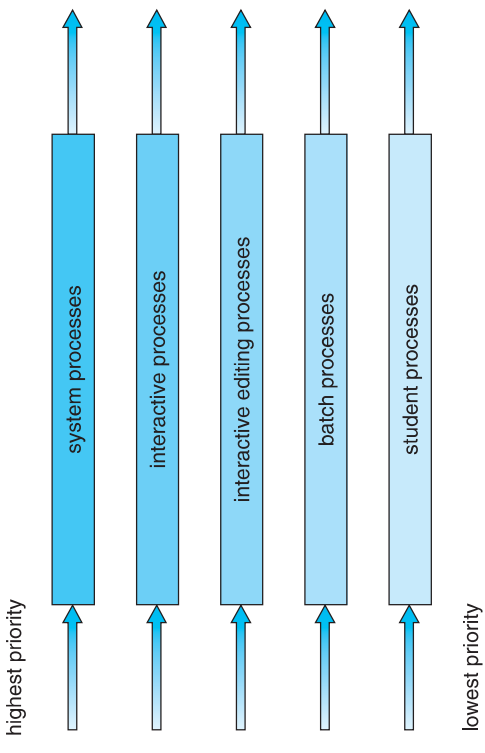 highest priority
system processes
interactive processes
interactive editing processes
batch processes
student processes
lowest priority